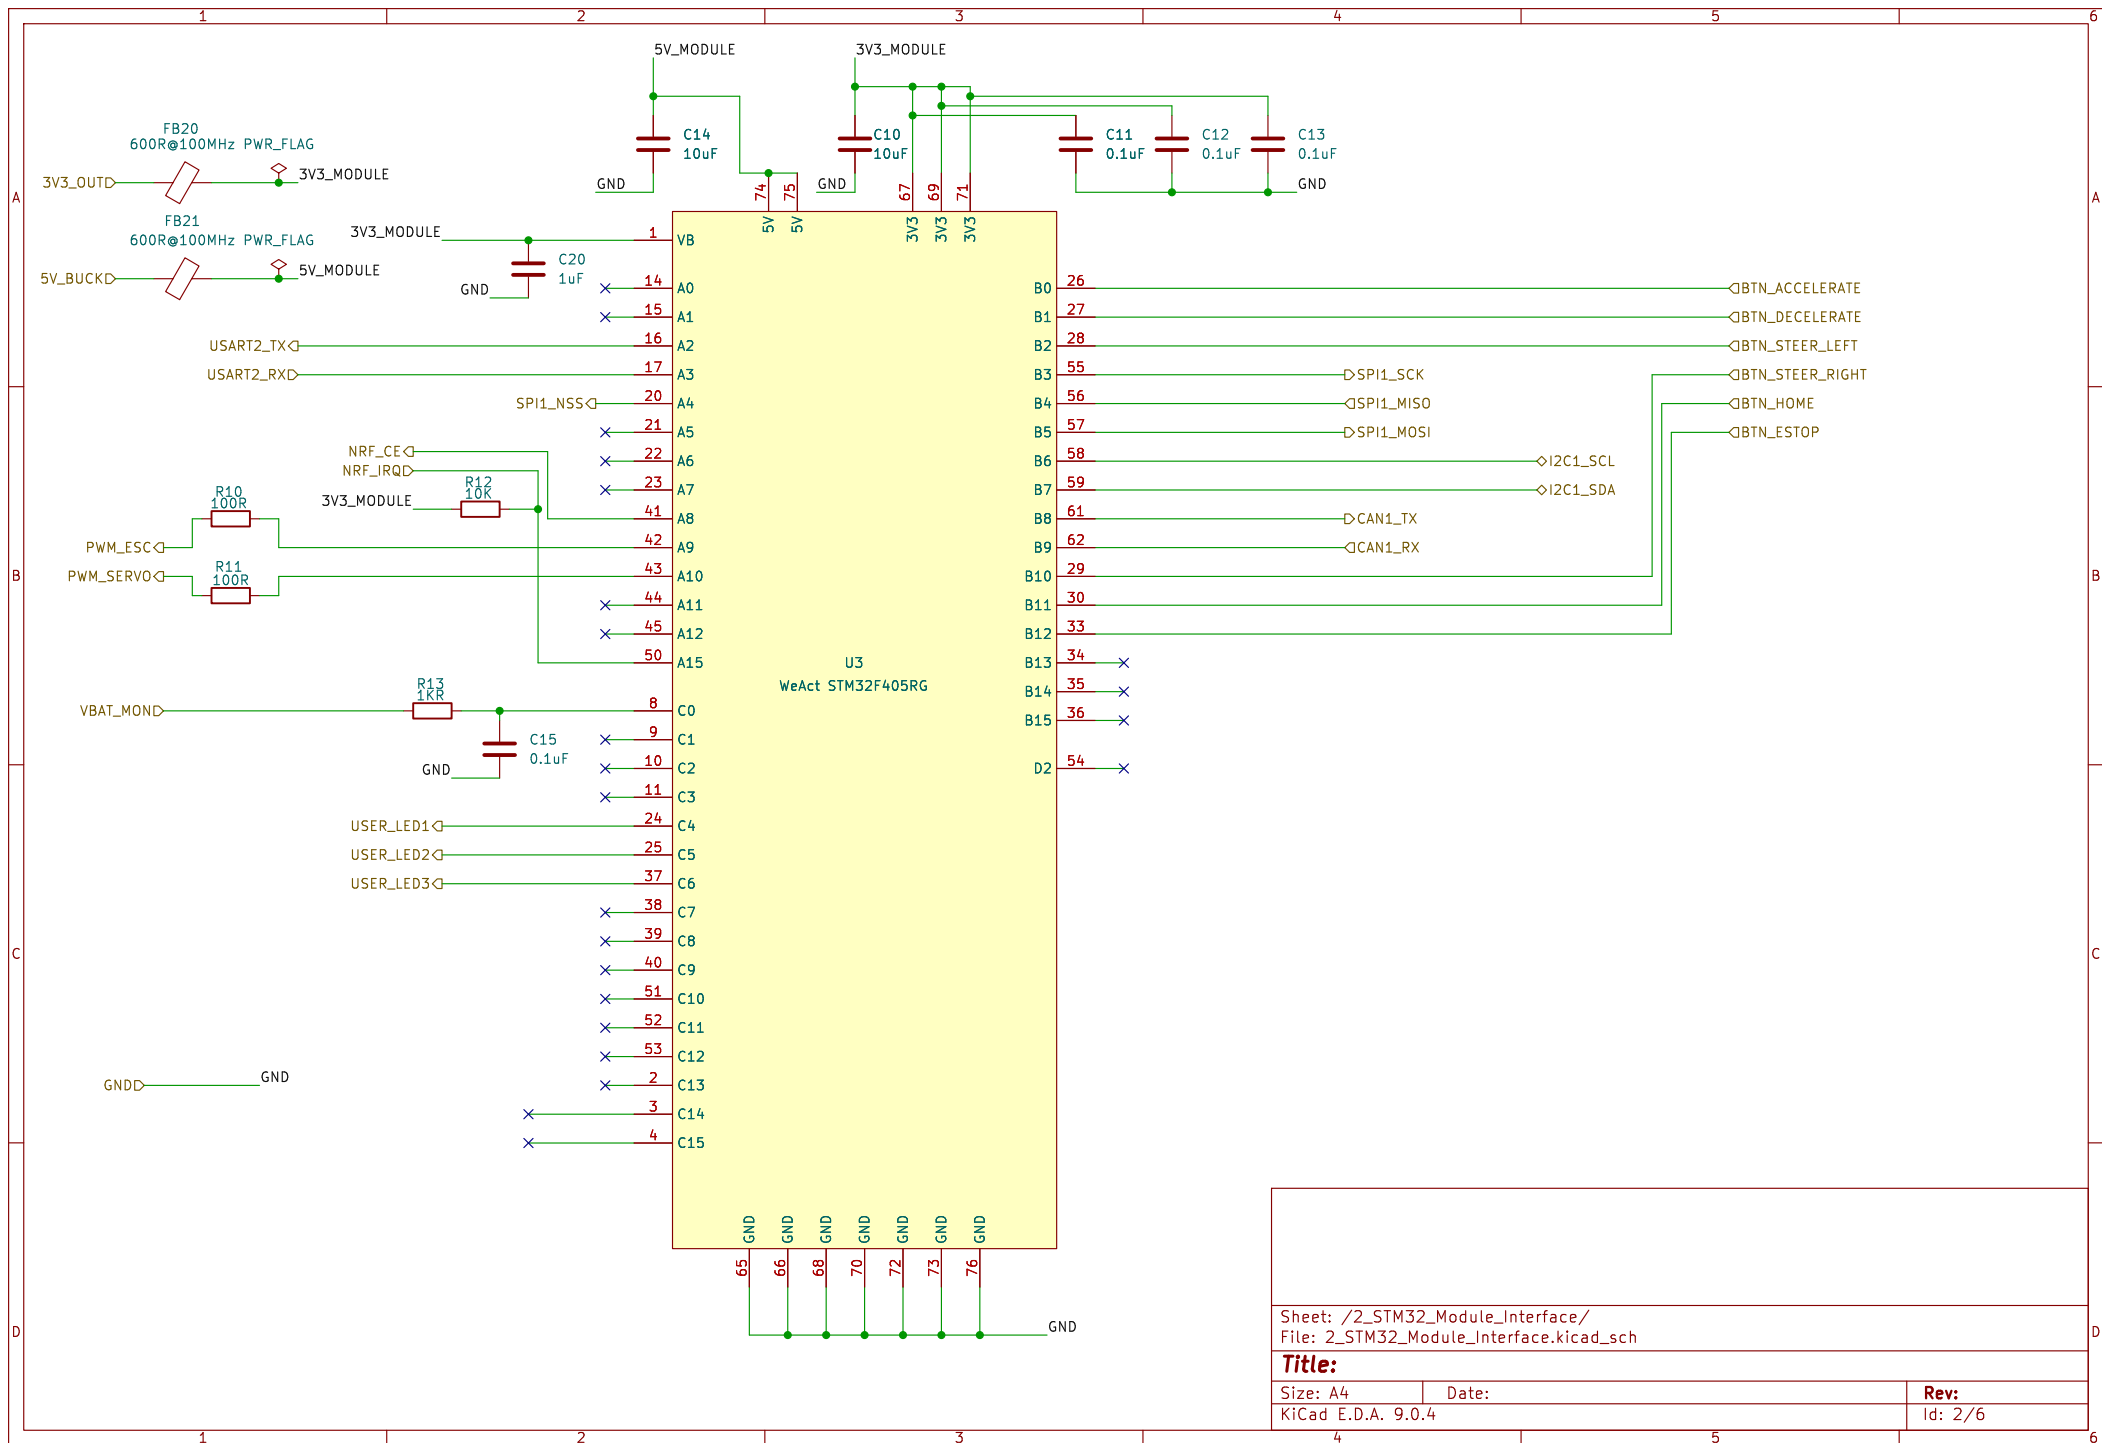 1 2 3 4 5 6
5V_MODULE 3V3_MODULE
FB20
600R@100MHz PWR_FLAG
3V3_OUT 3V3_MODULE
C14
10uF
C10
10uF
C11
0.1uF
C12
0.1uF
C13
0.1uF
GND GND GND
A A
74 75 67 69 71
5V 5V 3V3 3V3 3V3
FB21
600R@100MHz PWR_FLAG
5V_BUCK 5V_MODULE
3V3_MODULE 1 VB
C20
1uF
GND
14 A0
15 A1
USART2_TX 16 A2
USART2_RX 17 A3
SPI1_NSS 20 A4
21 A5
NRF_CE
22 A6
NRF_IRQ
R12
10K
23 A7
3V3_MODULE
R10
100R
41 A8
PWM_ESC 42 A9
R11
100R
PWM_SERVO 43 A10
44 A11
45 A12
50 A15
R13
1KR
VBAT_MON 8 C0
C15
0.1uF
GND
9 C1
10 C2
11 C3
USER_LED1 24 C4
USER_LED2 25 C5
USER_LED3 37 C6
38 C7
39 C8
40 C9
51 C10
52 C11
53 C12
2 C13
3 C14
4 C15
GND GND
U3
WeAct STM32F405RG
B0 26 BTN_ACCELERATE
B1 27 BTN_DECELERATE
B2 28 BTN_STEER_LEFT
B3 55 SPI1_SCK BTN_STEER_RIGHT
B4 56 SPI1_MISO BTN_HOME
B5 57 SPI1_MOSI BTN_ESTOP
B6 58 I2C1_SCL
B7 59 I2C1_SDA
B8 61 CAN1_TX
B9 62 CAN1_RX
B10 29
B11 30
B12 33
B13 34
B14 35
B15 36
D2 54
B B
C C
GND GND GND GND GND GND GND
65 66 68 70 72 73 76
GND
D D
Sheet: /2_STM32_Module_Interface/
File: 2_STM32_Module_Interface.kicad_sch
Title:
Size: A4 Date: Rev:
KiCad E.D.A. 9.0.4 Id: 2/6
1 2 3 4 5 6